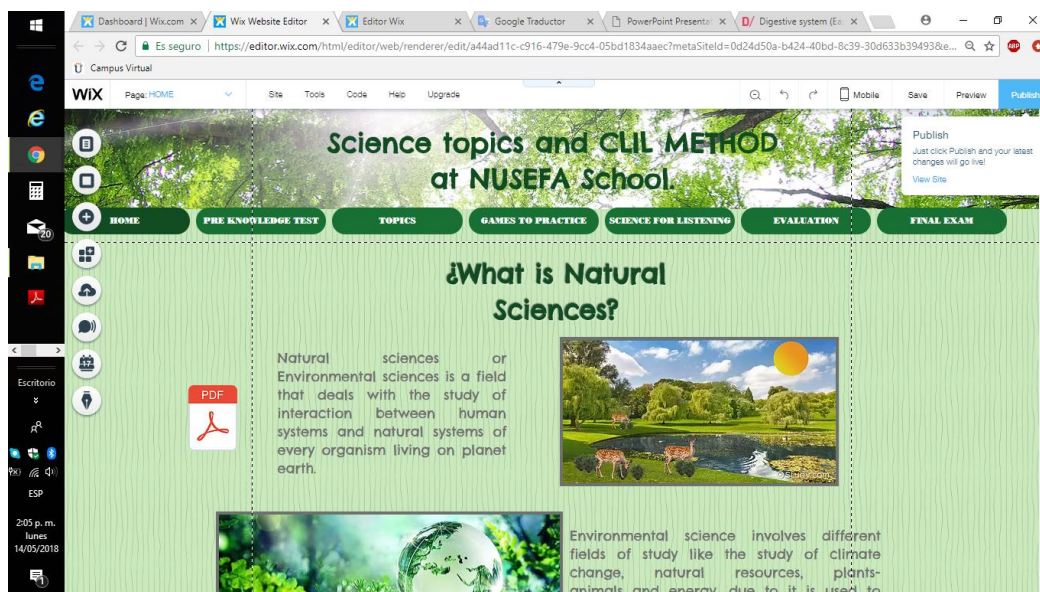 Dashboard | Wix.com
Wix Website Editor
Editor Wix
Google Traductor
PowerPoint Presentat
Digestive system (Ea
Es seguro
https://editor.wix.com/html/editor/web/renderer/edit/a44ad11c-c916-479e-9cc4-05bd1834aaec?metaSiteId=0d24d50a-b424-40bd-8c39-30d633b39493&e...
ABP
Campus Virtual
WiX Page: HOME Site Tools Code Help Upgrade Mobile Save Preview Publish
Science topics and CLIL METHOD
at NUSEFA School.
Publish
Just click Publish and your latest
changes will go live!
View Site
HOME PRE KNOWLEDGE TEST TOPICS GAMES TO PRACTICE SCIENCE FOR LISTENING EVALUATION FINAL EXAM
¿What is Natural
Sciences?
Natural sciences or
Environmental sciences is a field
that deals with the study of
interaction between human
systems and natural systems of
every organism living on planet
earth.
PDF
©Study.com
Environmental science involves different
fields of study like the study of climate
change, natural resources, plants-
animals and energy, due to it is used to
20
17
Escritorio
ESP
2:05 p. m.
lunes
14/05/2018
1